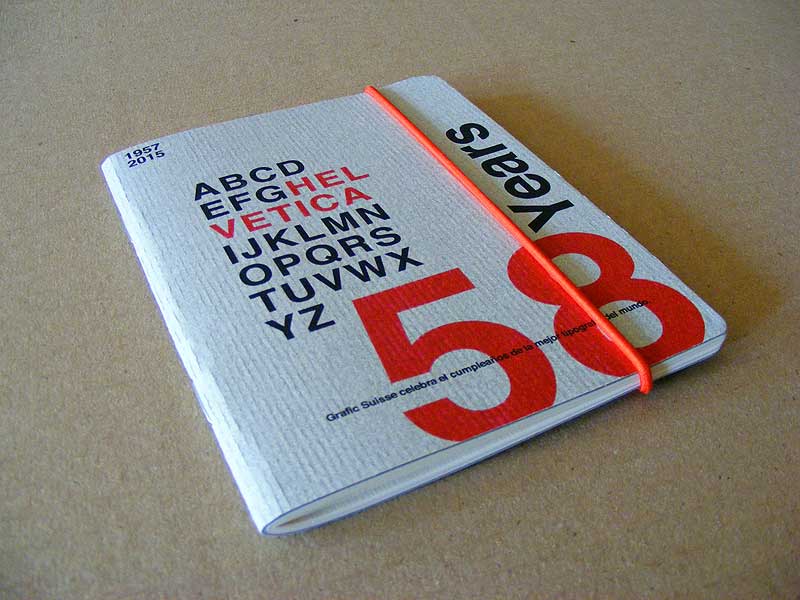 1957
2015
ABCD
EFGHEL
VETICA
IJKLMN
OPQRS
TUVWX
YZ
58
years
Grafic Suisse celebra el cumpleaños de la mejor tipografía del mundo.